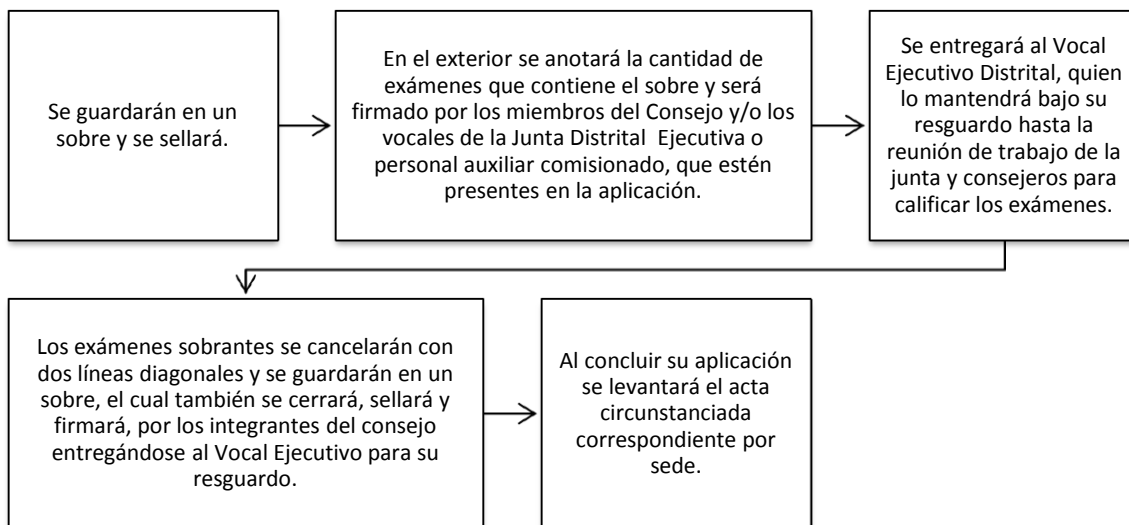 Se guardarán en un
sobre y se sellará.
En el exterior se anotará la cantidad de
exámenes que contiene el sobre y será
firmado por los miembros del Consejo y/o los
vocales de la Junta Distrital Ejecutiva o
personal auxiliar comisionado, que estén
presentes en la aplicación.
Se entregará al Vocal
Ejecutivo Distrital, quien
lo mantendrá bajo su
resguardo hasta la
reunión de trabajo de la
junta y consejeros para
calificar los exámenes.
Los exámenes sobrantes se cancelarán con
dos líneas diagonales y se guardarán en un
sobre, el cual también se cerrará, sellará y
firmará, por los integrantes del consejo
entregándose al Vocal Ejecutivo para su
resguardo.
Al concluir su aplicación
se levantará el acta
circunstanciada
correspondiente por
sede.